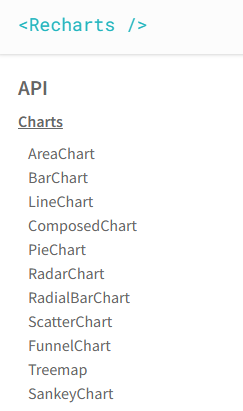 <Recharts />
API
Charts
AreaChart
BarChart
LineChart
ComposedChart
PieChart
RadarChart
RadialBarChart
ScatterChart
FunnelChart
Treemap
SankeyChart